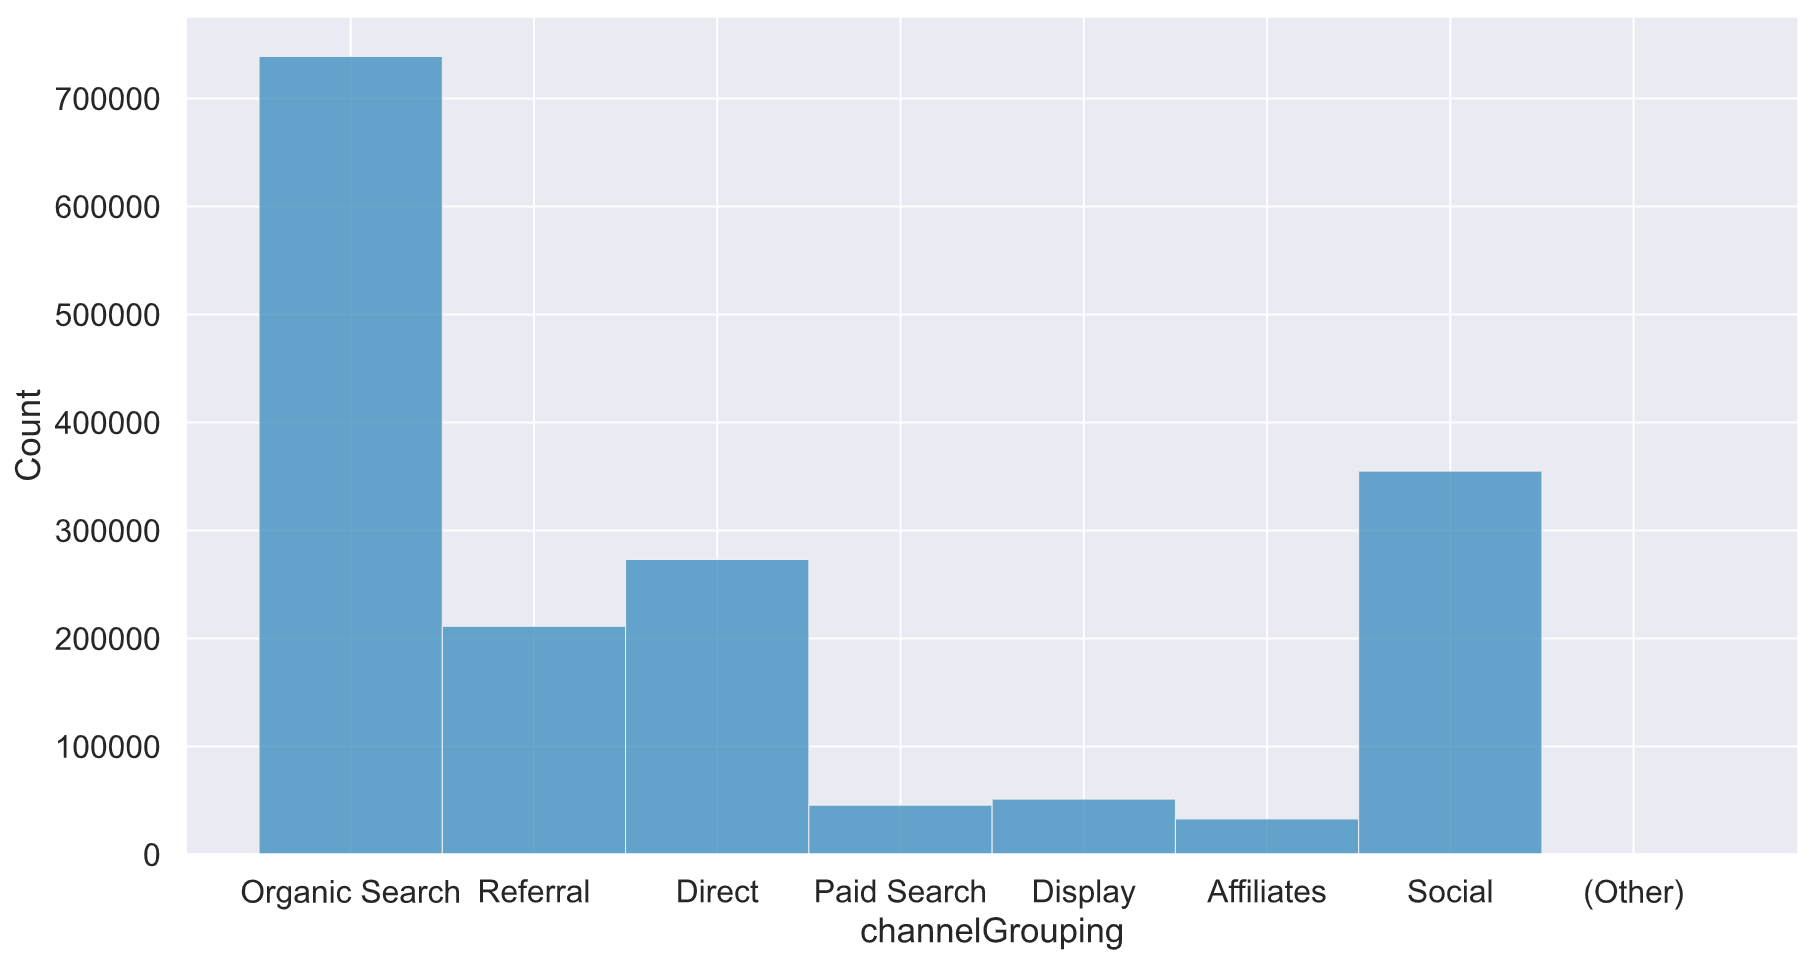 700000
600000
500000
400000
300000
200000
100000
0
Count
Organic Search Referral Direct Paid Search Display Affiliates Social (Other)
channelGrouping